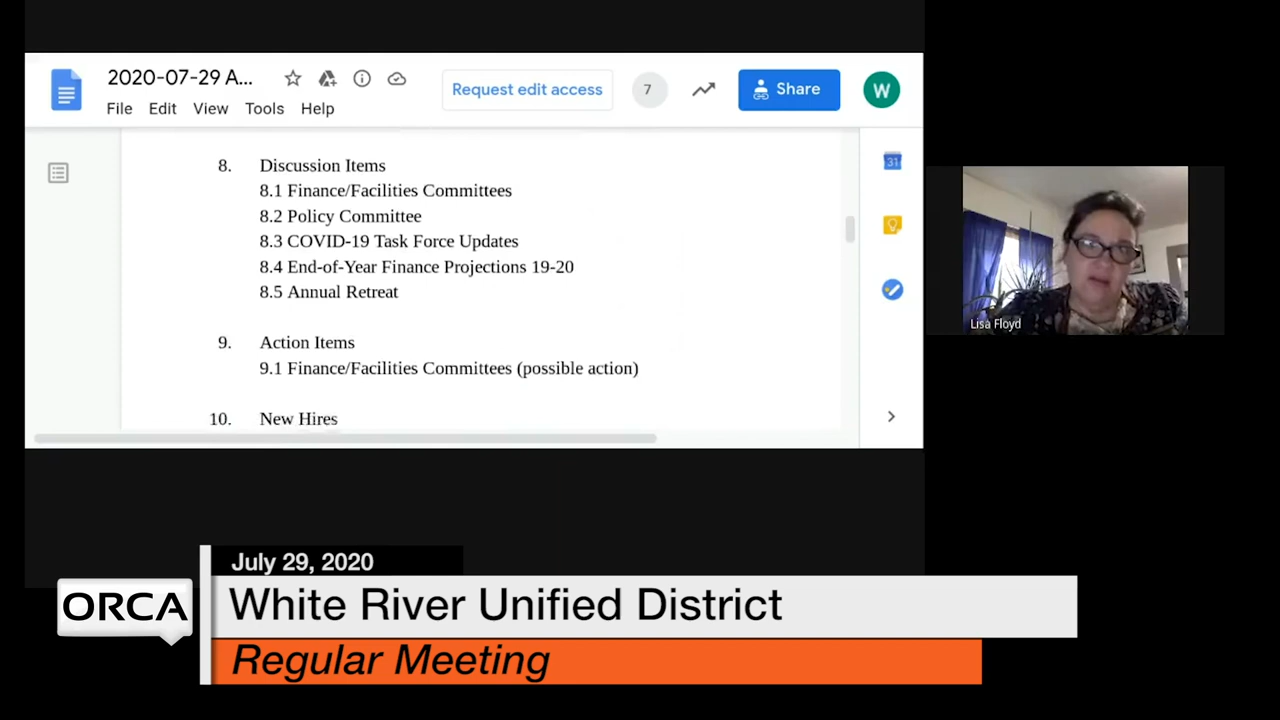 2020-07-29 A...
File Edit View Tools Help
Request edit access
7
Share
W
8. Discussion Items
8.1 Finance/Facilities Committees
8.2 Policy Committee
8.3 COVID-19 Task Force Updates
8.4 End-of-Year Finance Projections 19-20
8.5 Annual Retreat
9. Action Items
9.1 Finance/Facilities Committees (possible action)
10. New Hires
31
Lisa Floyd
July 29, 2020
ORCA
White River Unified District
Regular Meeting